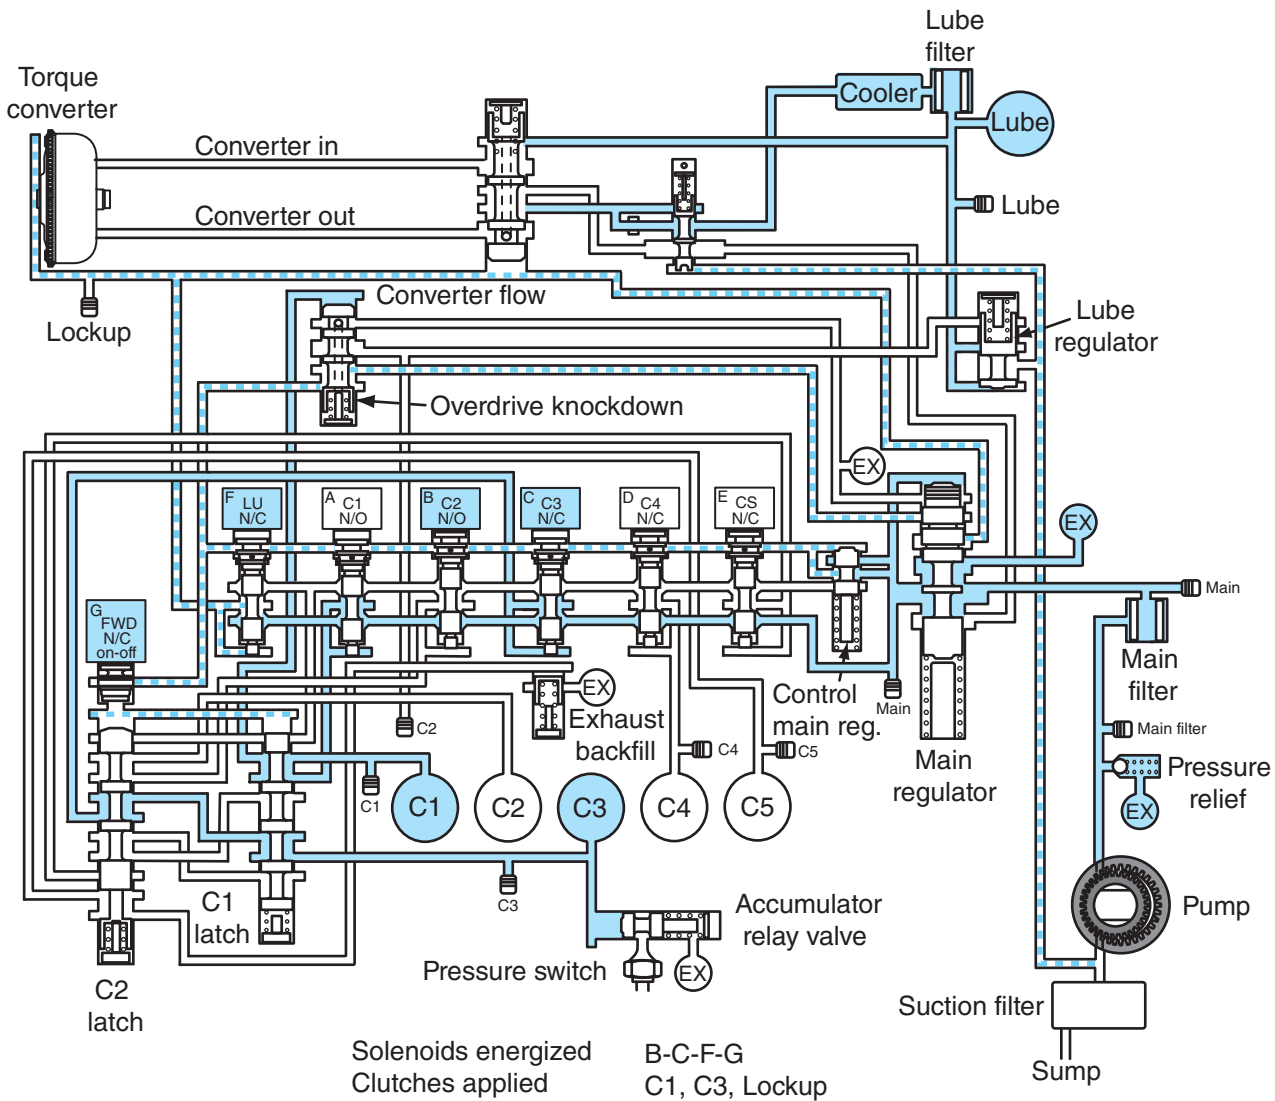 Lube
filter
Torque
converter
Cooler
Lube
Converter in
Lube
Converter out
Converter flow
Lockup
Lube
regulator
Overdrive knockdown
EX
F LU
N/C
A C1
N/O
B C2
N/O
C C3
N/C
D C4
N/C
E CS
N/C
EX
Main
G
FWD
N/C
on-off
Main
filter
EX
Exhaust
backfill
Control
main reg.
Main
C2
C4
C5
Main filter
Main
regulator
Pressure
relief
EX
C1
C1
C2
C3
C4
C5
C1
latch
C3
Accumulator
relay valve
Pump
Pressure switch
EX
C2
latch
Suction filter
Sump
Solenoids energized B-C-F-G
Clutches applied C1, C3, Lockup